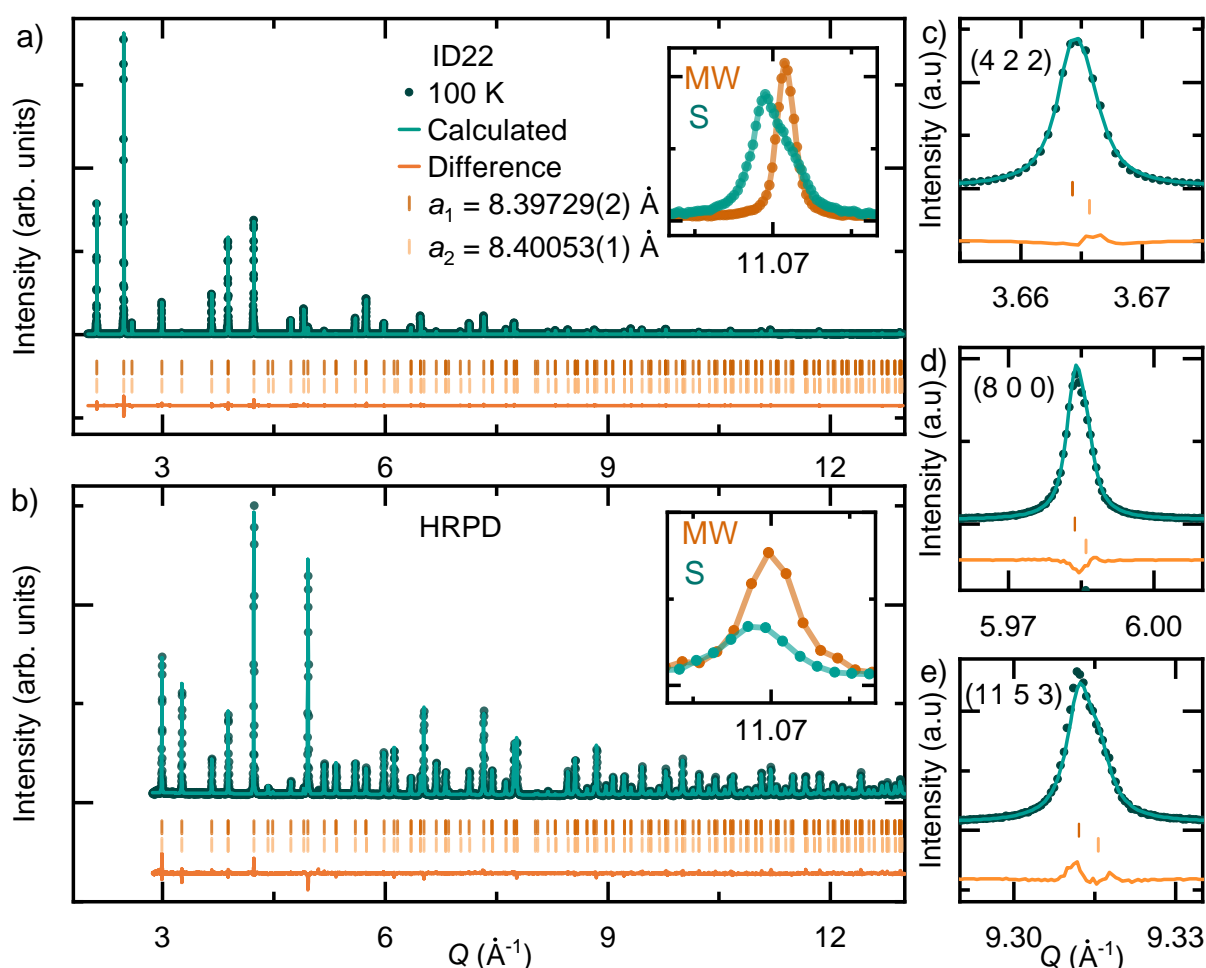 a)
Intensity (arb. units)
ID22
100 K
Calculated
Difference
a1 = 8.39729(2) Å
a2 = 8.40053(1) Å
MW
S
11.07
3 6 9 12
b)
Intensity (arb. units)
HRPD
MW
S
11.07
3 6 9 12
Q (Å-1)
c)
Intensity (a.u)
(4 2 2)
3.66 3.67
d)
Intensity (a.u)
(8 0 0)
5.97 6.00
e)
Intensity (a.u)
(11 5 3)
9.30 9.33
Q (Å-1)